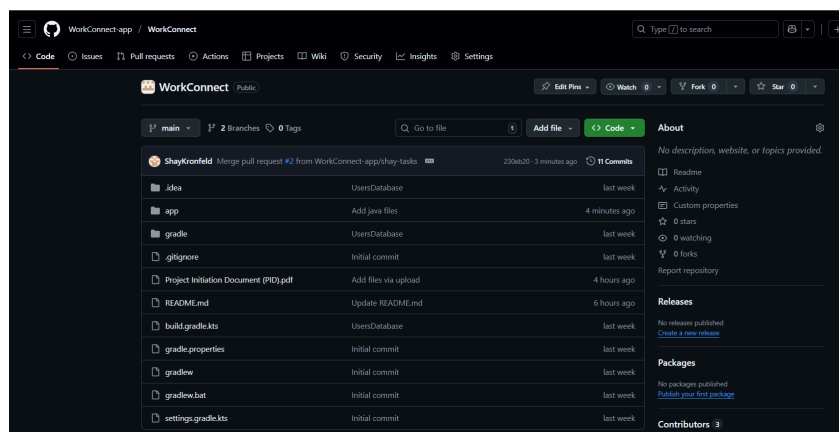 WorkConnect-app / WorkConnect
Type / to search
Code Issues Pull requests Actions Projects Wiki Security Insights Settings
WorkConnect Public
Edit Pins Watch 0 Fork 0 Star 0
main 2 Branches 0 Tags Go to file t Add file Code
ShayKronfeld Merge pull request #2 from WorkConnect-app/shay-tasks 230eb20 · 3 minutes ago 11 Commits
.idea UsersDatabase last week
app Add java files 4 minutes ago
gradle UsersDatabase last week
.gitignore Initial commit last week
Project Initiation Document (PID).pdf Add files via upload 4 hours ago
README.md Update README.md 6 hours ago
build.gradle.kts UsersDatabase last week
gradle.properties Initial commit last week
gradlew Initial commit last week
gradlew.bat Initial commit last week
settings.gradle.kts Initial commit last week
About
No description, website, or topics provided.
Readme
Activity
Custom properties
0 stars
0 watching
0 forks
Report repository
Releases
No releases published
Create a new release
Packages
No packages published
Publish your first package
Contributors 3